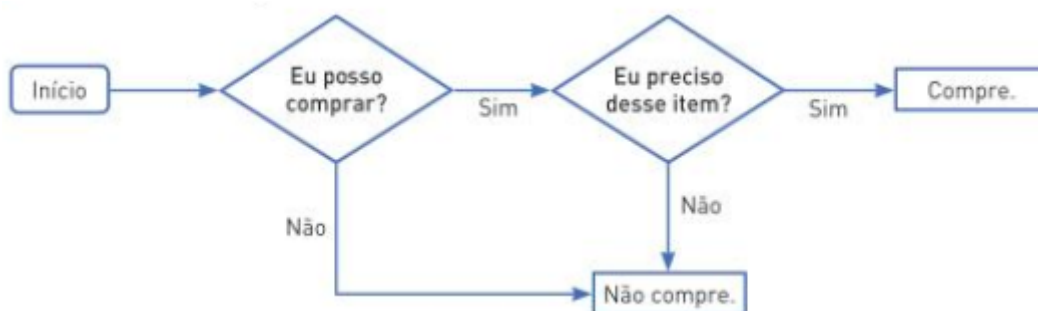 Início
Eu posso
comprar?
Sim
Eu preciso
desse item?
Sim
Compre.
Não
Não
Não compre.